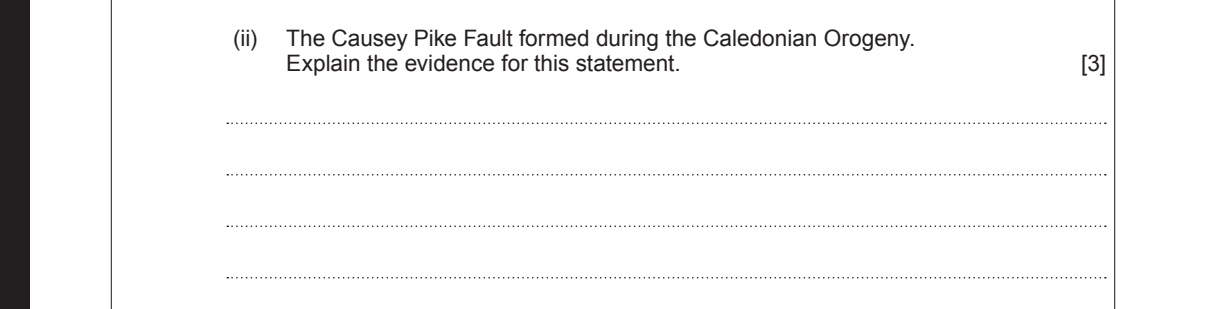 (ii) The Causey Pike Fault formed during the Caledonian Orogeny.
Explain the evidence for this statement. [3]